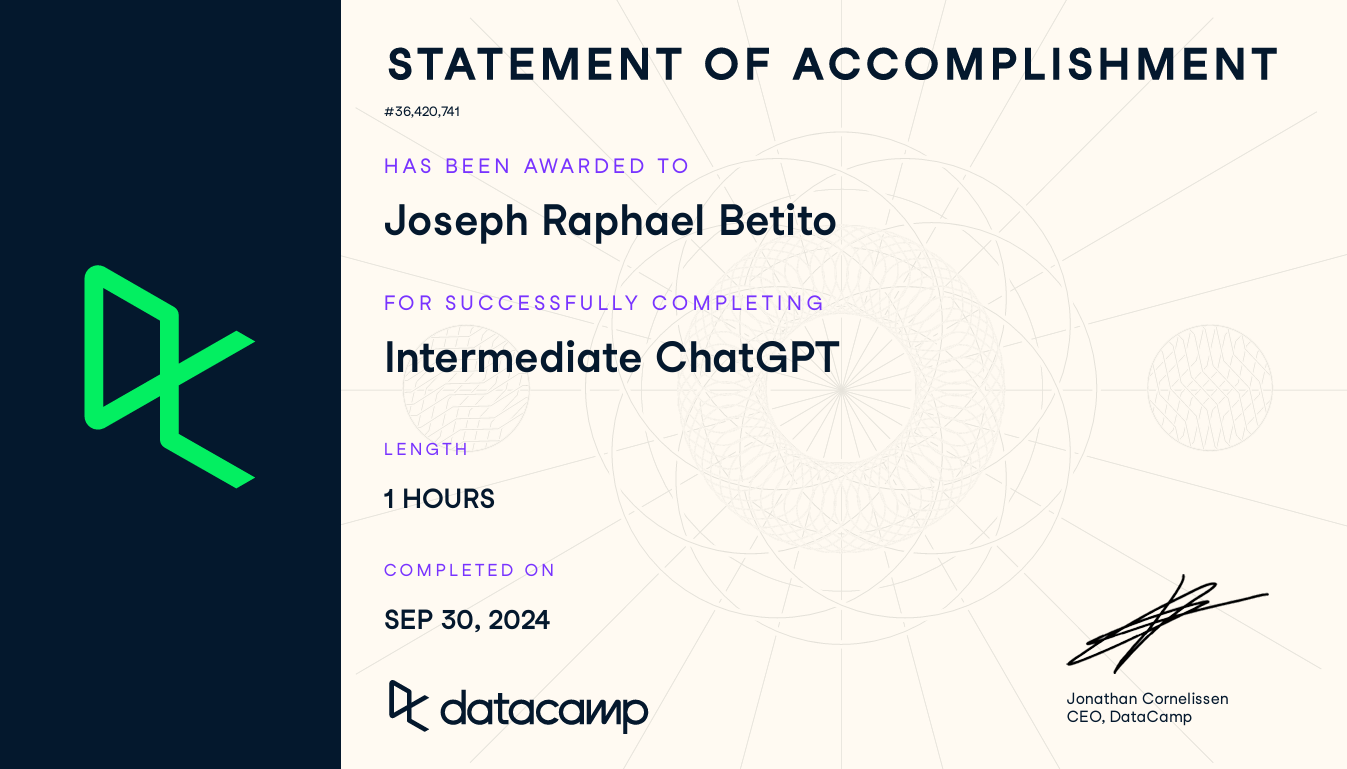 STATEMENT OF ACCOMPLISHMENT
#36,420,741
HAS BEEN AWARDED TO
Joseph Raphael Betito
FOR SUCCESSFULLY COMPLETING
Intermediate ChatGPT
LENGTH
1 HOURS
COMPLETED ON
SEP 30, 2024
datacamp
Jonathan Cornelissen
CEO, DataCamp